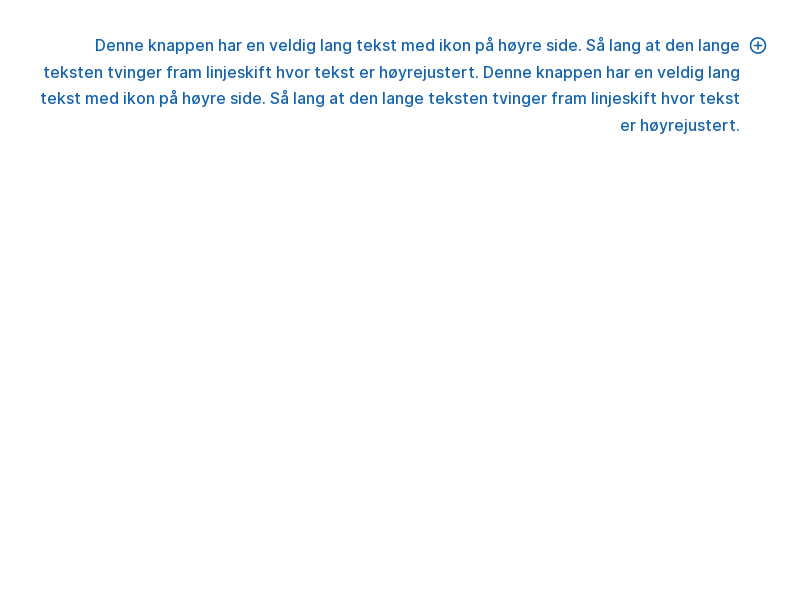 Denne knappen har en veldig lang tekst med ikon på høyre side. Så lang at den lange
teksten tvinger fram linjeskift hvor tekst er høyrejustert. Denne knappen har en veldig lang
tekst med ikon på høyre side. Så lang at den lange teksten tvinger fram linjeskift hvor tekst
er høyrejustert.